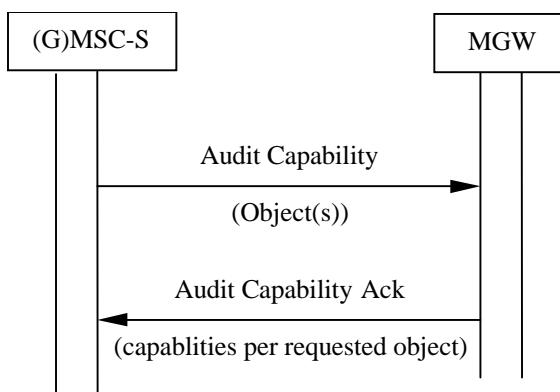 (G)MSC-S
MGW
Audit Capability
(Object(s))
Audit Capability Ack
(capablities per requested object)